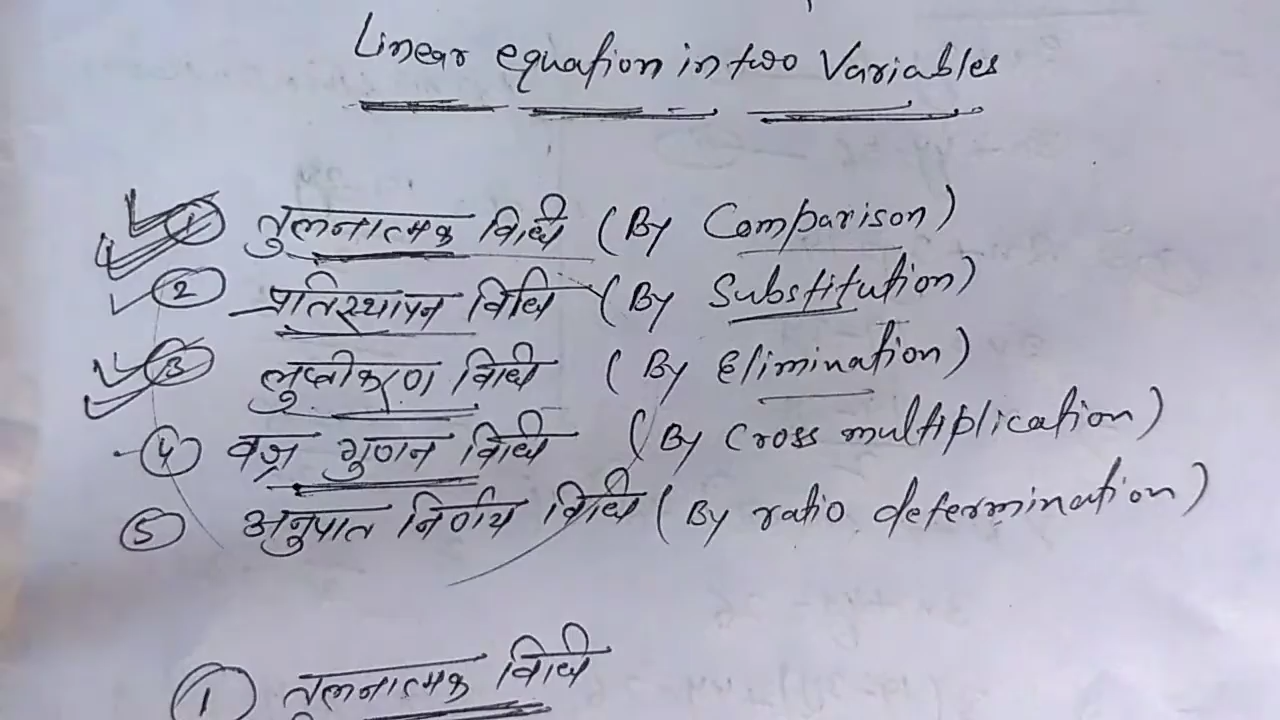 Linear equation in two Variables
① तुलनात्मक विधि (By Comparison)
② प्रतिस्थापन विधि (By Substitution)
③ लुप्तीकरण विधि (By Elimination)
④ वज्र गुणन विधि (By Cross multiplication)
⑤ अनुपात निर्णय विधि (By ratio determination)
① तुलनात्मक विधि